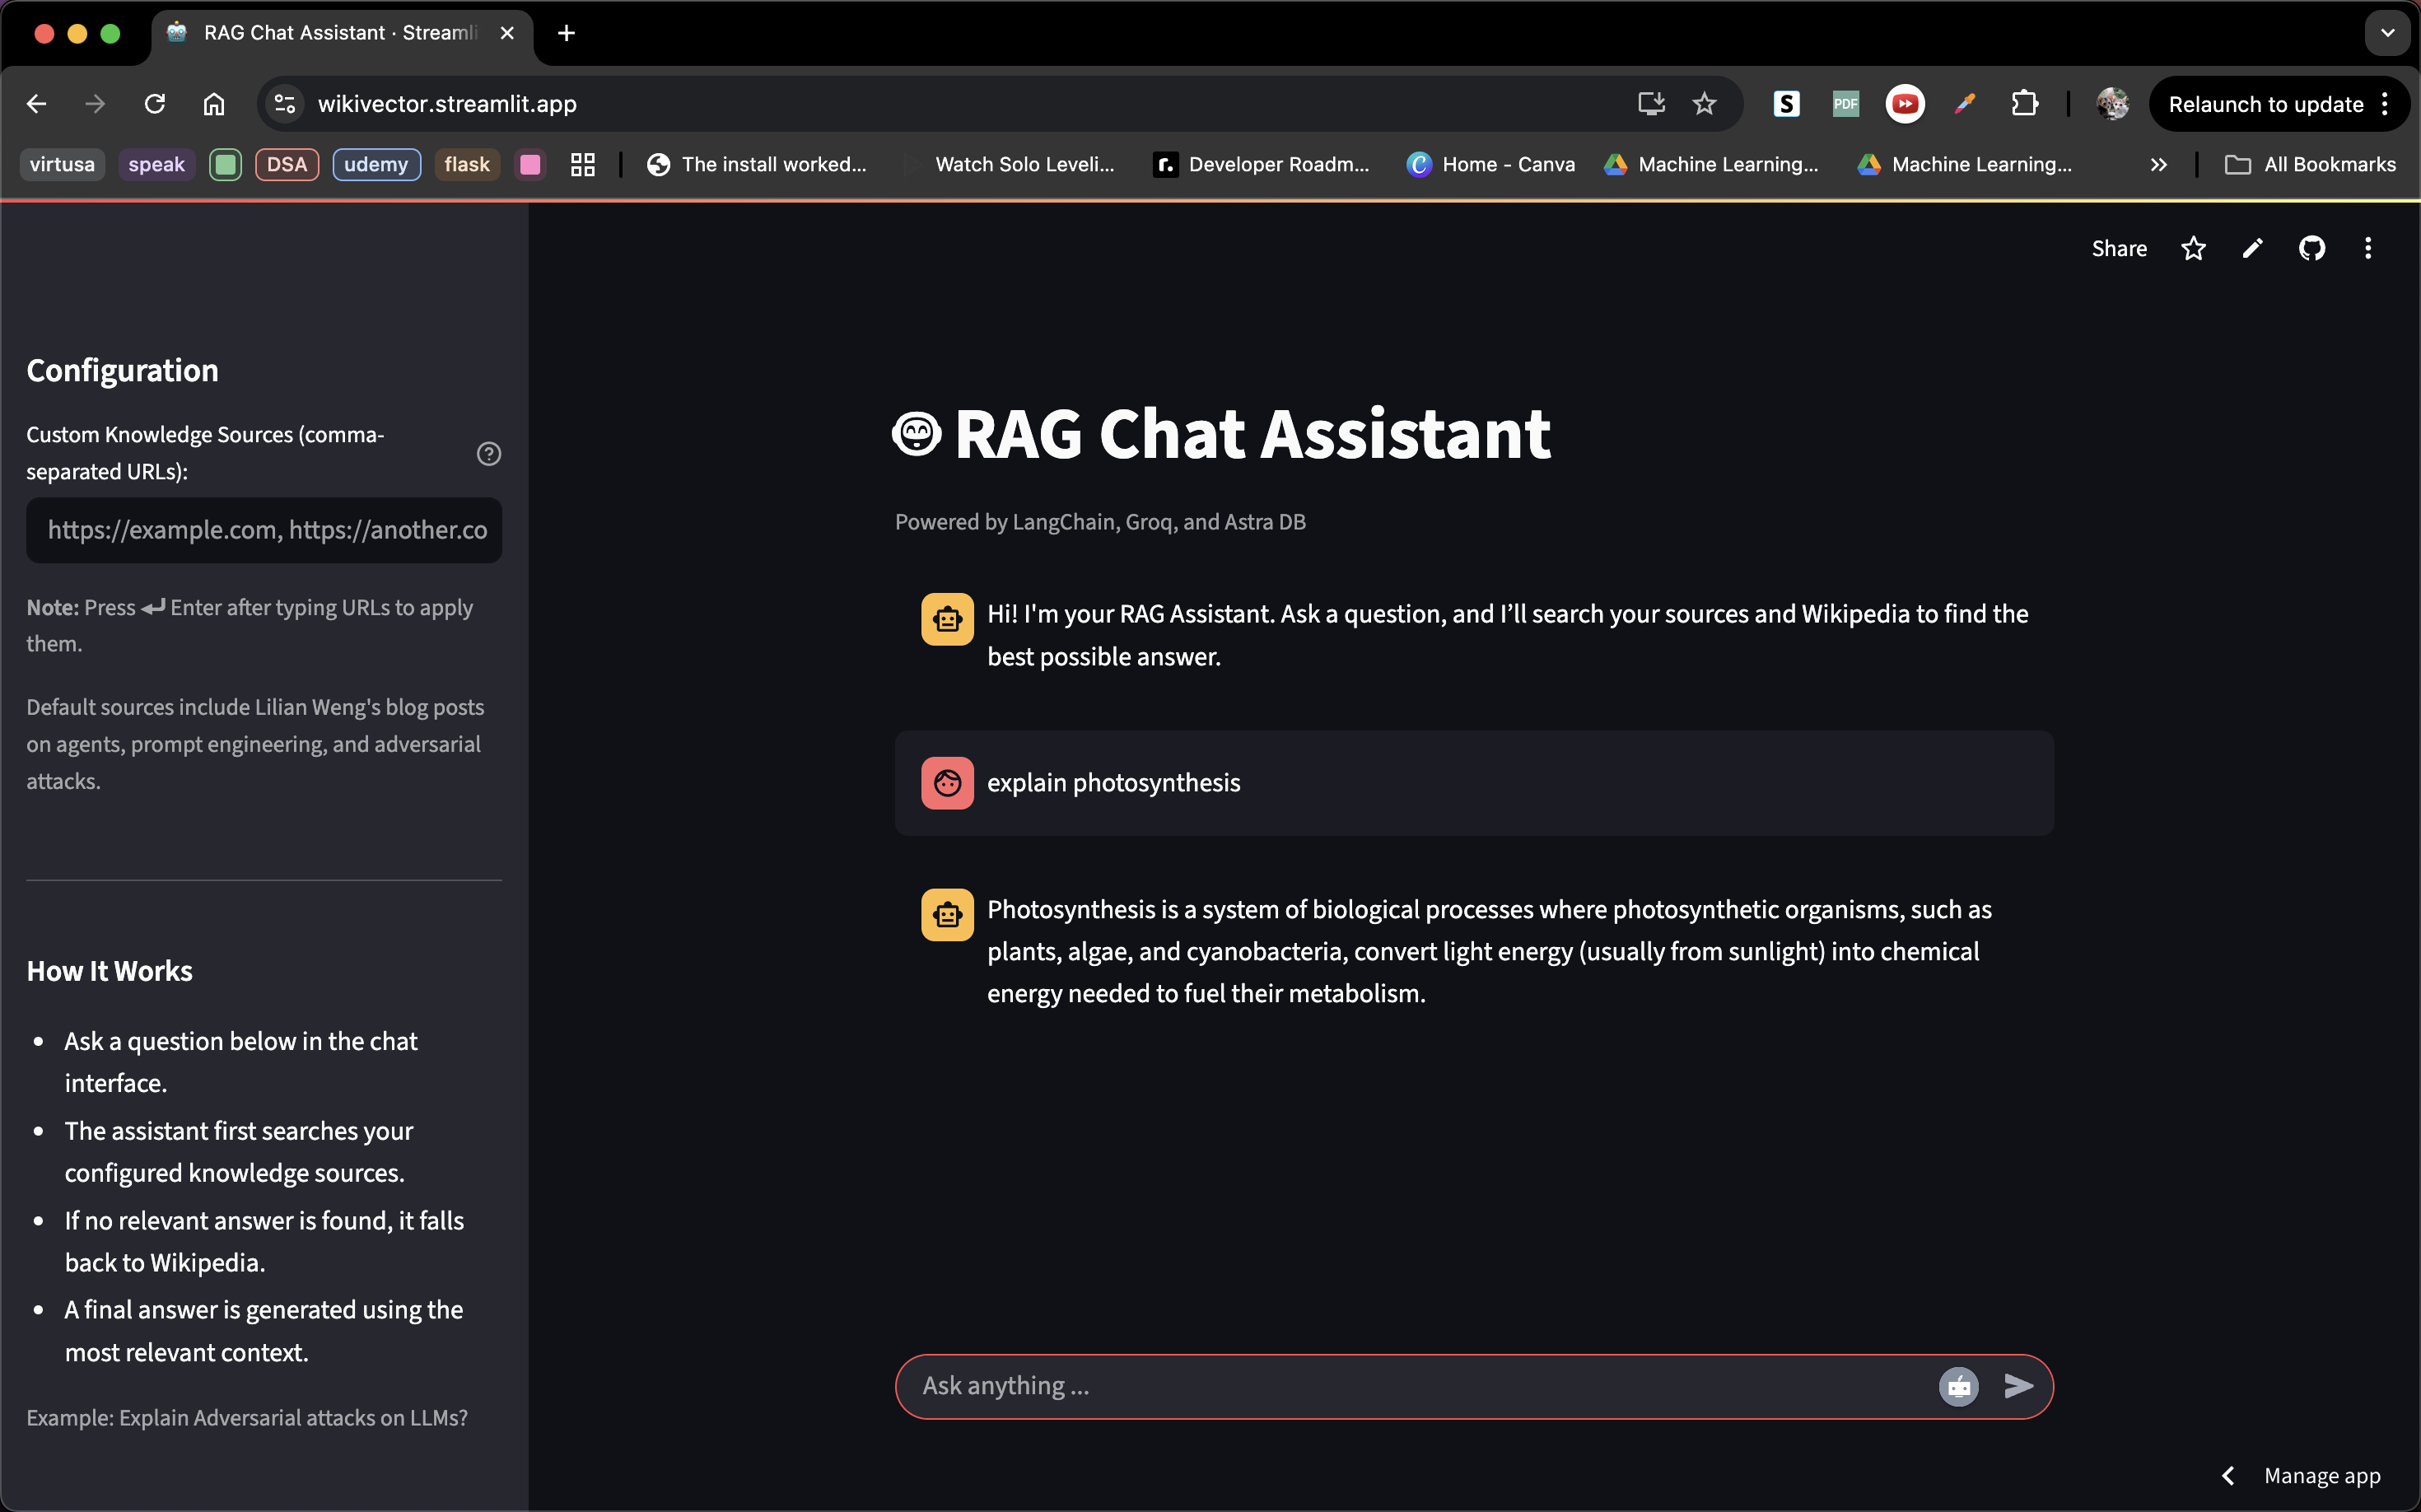 RAG Chat Assistant · Streamli
wikivector.streamlit.app
S
PDF
Relaunch to update
virtusa
speak
DSA
udemy
flask
The install worked...
Watch Solo Leveli...
r.
Developer Roadm...
C
Home - Canva
Machine Learning...
Machine Learning...
All Bookmarks
Share
Configuration
Custom Knowledge Sources (comma-
separated URLs):
?
https://example.com, https://another.co
Note: Press ↵ Enter after typing URLs to apply
them.
Default sources include Lilian Weng's blog posts
on agents, prompt engineering, and adversarial
attacks.
How It Works
• Ask a question below in the chat
interface.
• The assistant first searches your
configured knowledge sources.
• If no relevant answer is found, it falls
back to Wikipedia.
• A final answer is generated using the
most relevant context.
Example: Explain Adversarial attacks on LLMs?
RAG Chat Assistant
Powered by LangChain, Groq, and Astra DB
Hi! I'm your RAG Assistant. Ask a question, and I’ll search your sources and Wikipedia to find the
best possible answer.
explain photosynthesis
Photosynthesis is a system of biological processes where photosynthetic organisms, such as
plants, algae, and cyanobacteria, convert light energy (usually from sunlight) into chemical
energy needed to fuel their metabolism.
Ask anything ...
Manage app